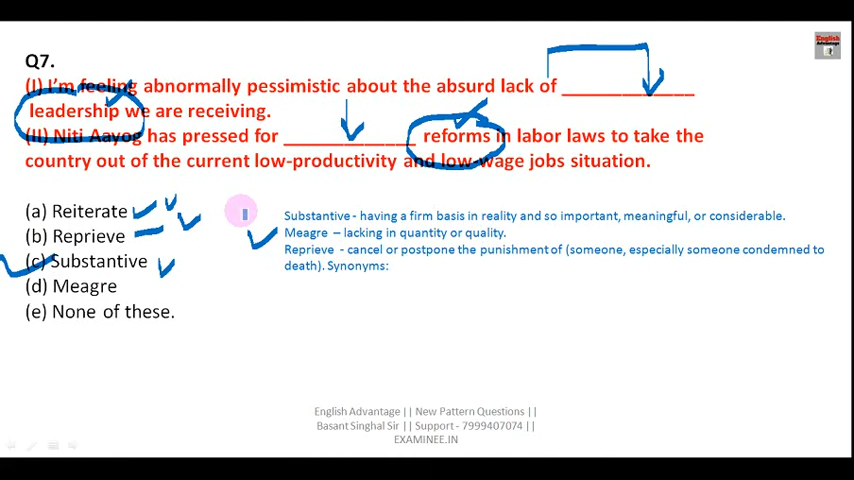 English
Advantage
Q7.
(I) I'm feeling abnormally pessimistic about the absurd lack of _______________
leadership we are receiving.
(II) Niti Aayog has pressed for _______________ reforms in labor laws to take the
country out of the current low-productivity and low-wage jobs situation.
(a) Reiterate
(b) Reprieve
(c) Substantive
(d) Meagre
(e) None of these.
Substantive - having a firm basis in reality and so important, meaningful, or considerable.
Meagre – lacking in quantity or quality.
Reprieve - cancel or postpone the punishment of (someone, especially someone condemned to
death). Synonyms:
English Advantage || New Pattern Questions ||
Basant Singhal Sir || Support - 7999407074 ||
EXAMINEE.IN